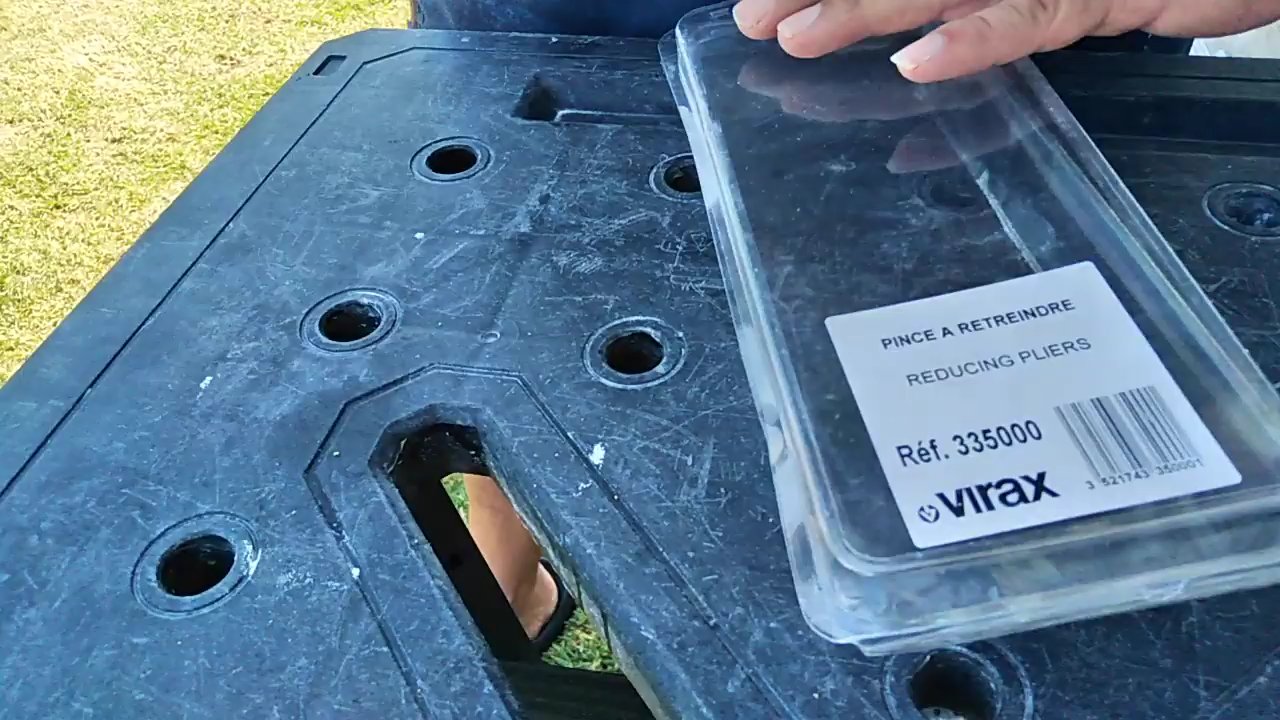 PINCE A RETREINDRE
REDUCING PLIERS
Réf. 335000
3 521743 350001
virax